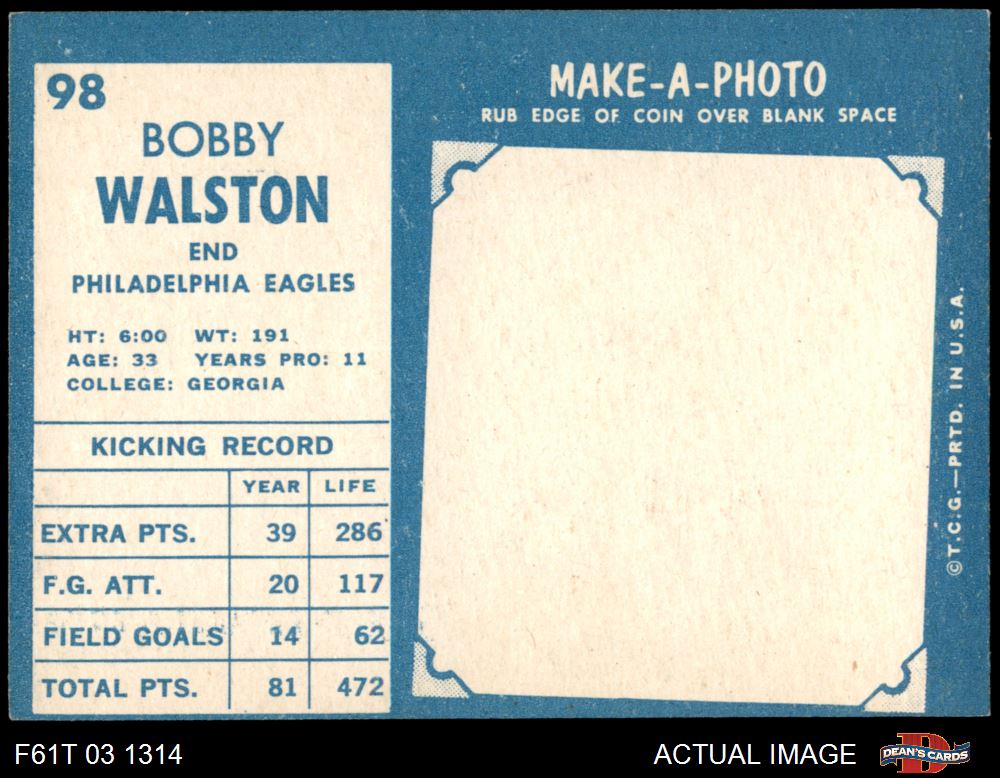 98
BOBBY
WALSTON
END
PHILADELPHIA EAGLES
HT: 6:00 WT: 191
AGE: 33 YEARS PRO: 11
COLLEGE: GEORGIA
KICKING RECORD
YEAR LIFE
EXTRA PTS. 39 286
F.G. ATT. 20 117
FIELD GOALS 14 62
TOTAL PTS. 81 472
MAKE-A-PHOTO
RUB EDGE OF COIN OVER BLANK SPACE
©T.C.G.—PRTD. IN U.S.A.
F61T 03 1314
ACTUAL IMAGE
DEAN'S CARDS